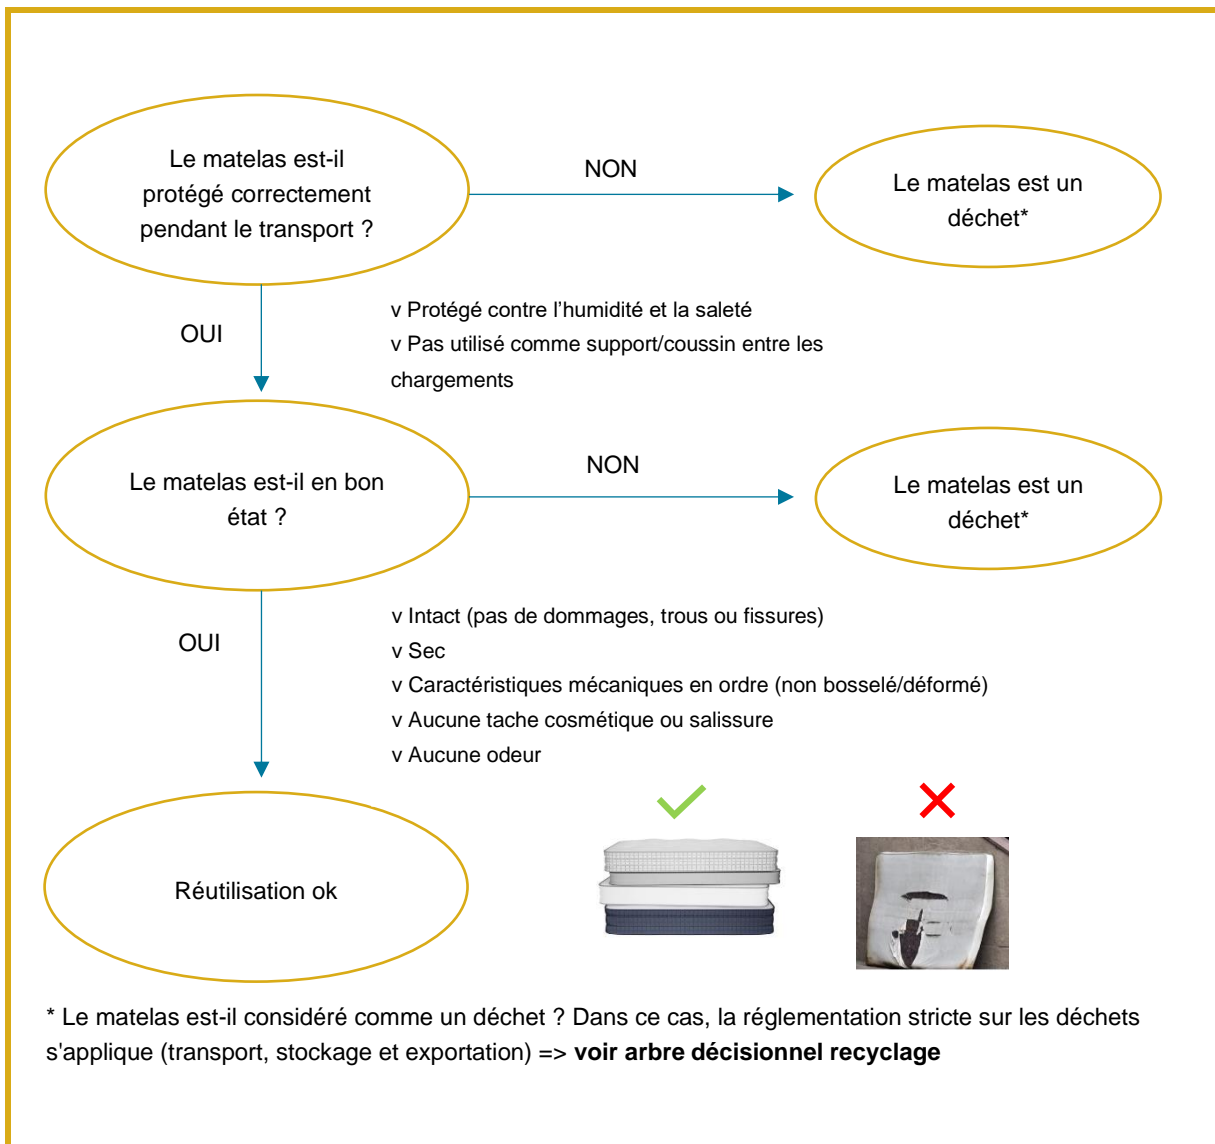 Le matelas est-il
protégé correctement
pendant le transport ?
NON
Le matelas est un
déchet*
OUI
v Protégé contre l'humidité et la saleté
v Pas utilisé comme support/coussin entre les
chargements
Le matelas est-il en bon
état ?
NON
Le matelas est un
déchet*
OUI
v Intact (pas de dommages, trous ou fissures)
v Sec
v Caractéristiques mécaniques en ordre (non bosselé/déformé)
v Aucune tache cosmétique ou salissure
v Aucune odeur
Réutilisation ok
* Le matelas est-il considéré comme un déchet ? Dans ce cas, la réglementation stricte sur les déchets
s'applique (transport, stockage et exportation) => voir arbre décisionnel recyclage